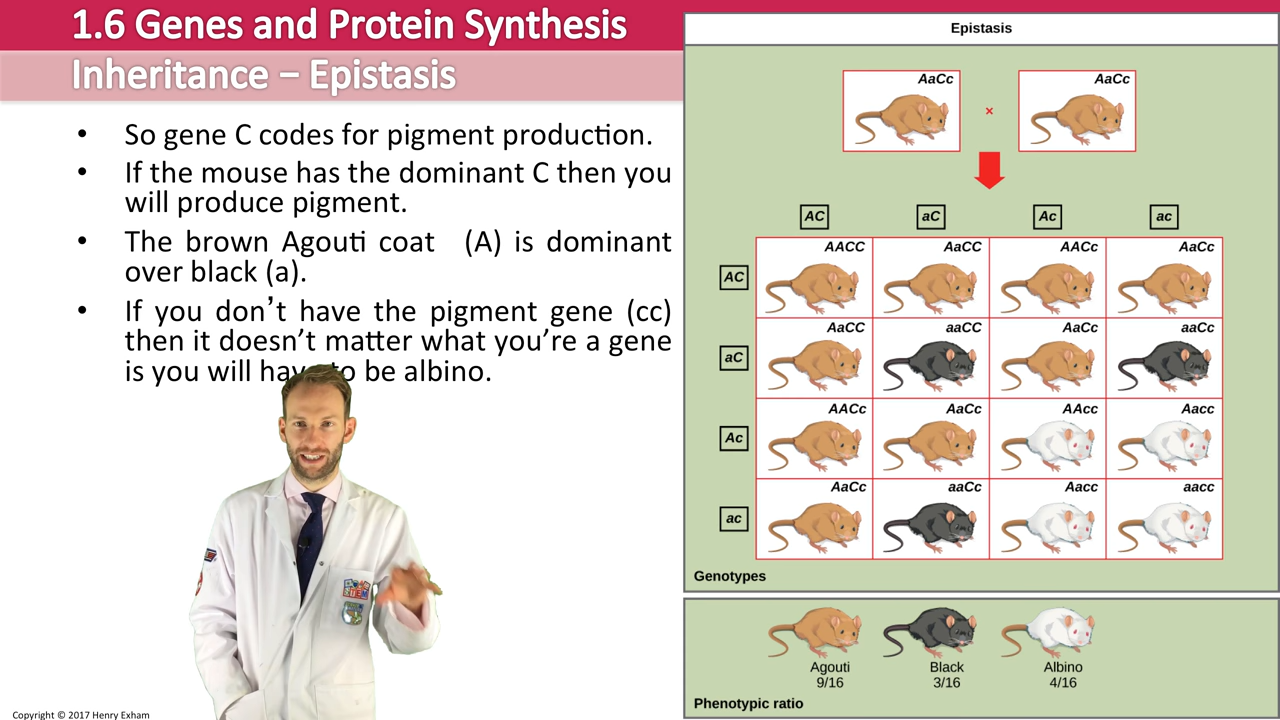 1.6 Genes and Protein Synthesis
Inheritance – Epistasis
• So gene C codes for pigment production.
• If the mouse has the dominant C then you
will produce pigment.
• The brown Agouti coat (A) is dominant
over black (a).
• If you don’t have the pigment gene (cc)
then it doesn’t matter what you’re a gene
is you will have to be albino.
Copyright © 2017 Henry Exham
Epistasis
AaCc AaCc
×
AC aC Ac ac
AACC AaCC AACc AaCc
AC
AaCC aaCC AaCc aaCc
aC
AACc AaCc AAcc Aacc
Ac
AaCc aaCc Aacc aacc
ac
Genotypes
Agouti Black Albino
9/16 3/16 4/16
Phenotypic ratio